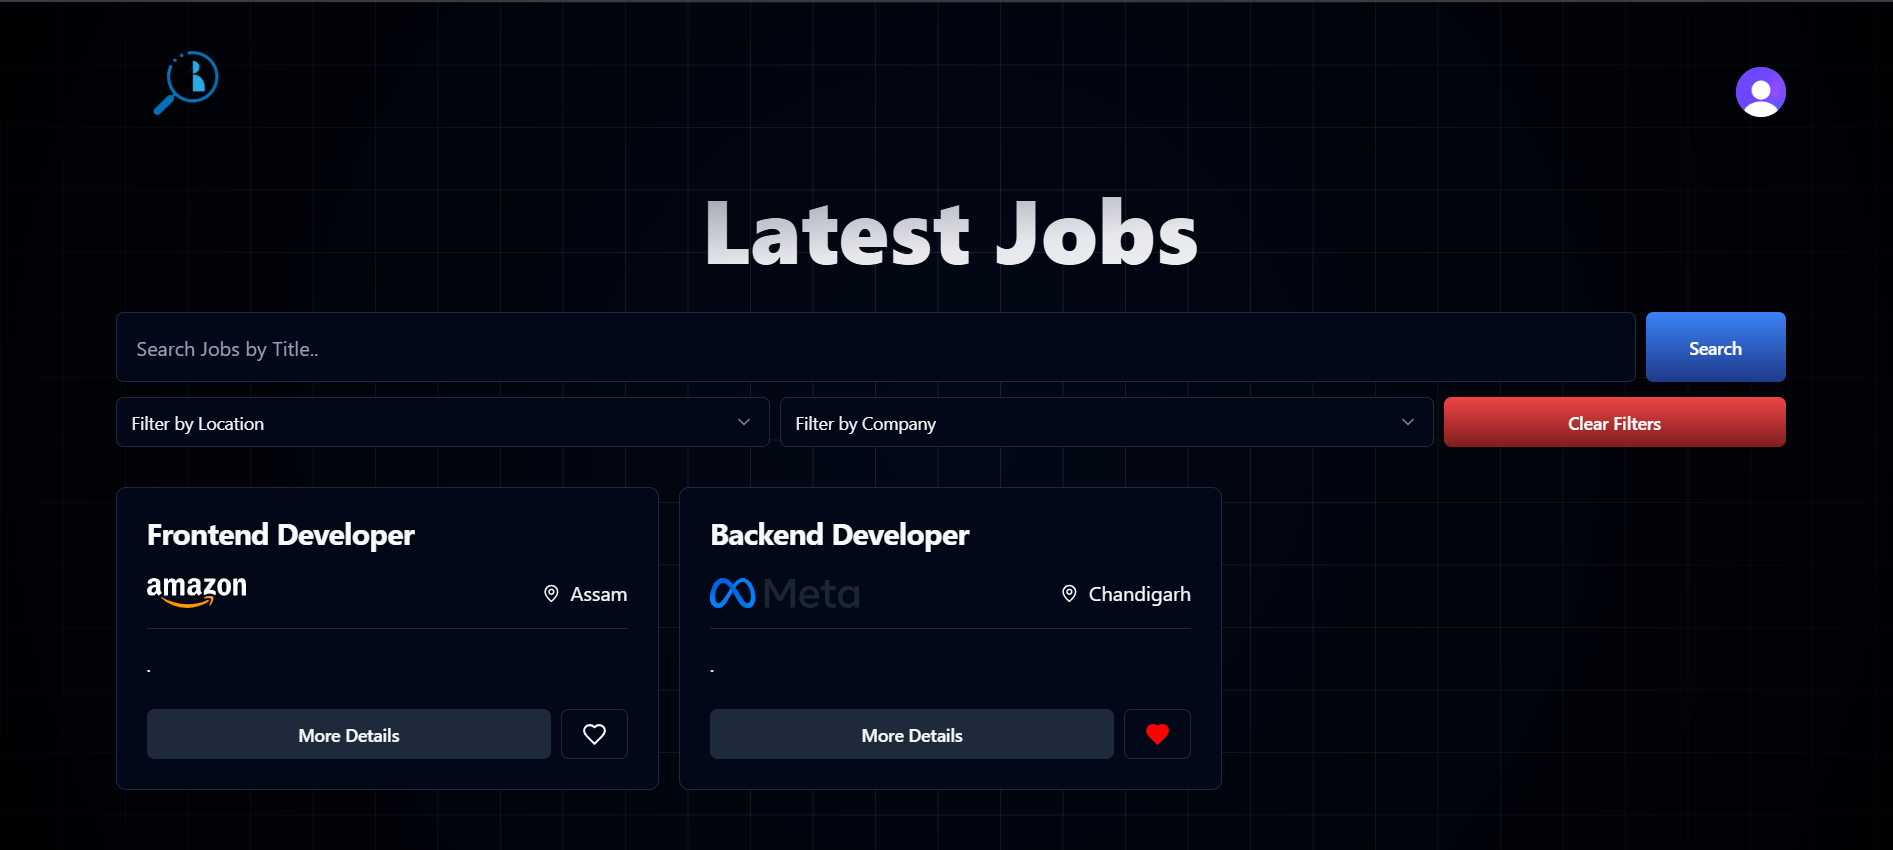 Latest Jobs
Search Jobs by Title..
Search
Filter by Location
Filter by Company
Clear Filters
Frontend Developer
amazon
Assam
.
More Details
Backend Developer
Meta
Chandigarh
.
More Details